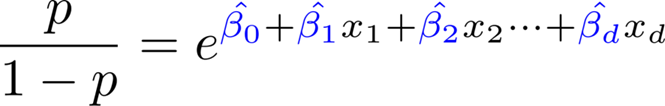 p/(1 − p) = e^(β̂₀ + β̂₁x₁ + β̂₂x₂ ⋯ + β̂_d x_d)